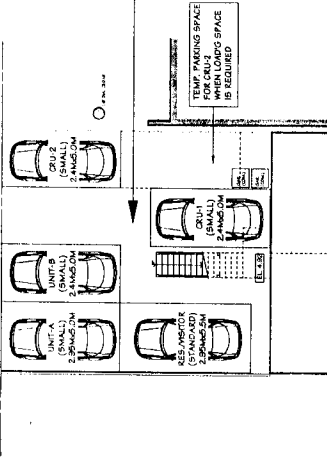 TEMP. PARKING SPACE
FOR CRU-2
WHEN LOAD'G SPACE
IS REQUIRED
CRU-2
(SMALL)
2.4Mx5.0M
CRU-1
(SMALL)
2.4Mx5.0M
UNIT-B
(SMALL)
2.4Mx5.0M
UNIT-A
(SMALL)
2.95Mx5.0M
RES./VISITOR
(STANDARD)
2.95Mx5.5M